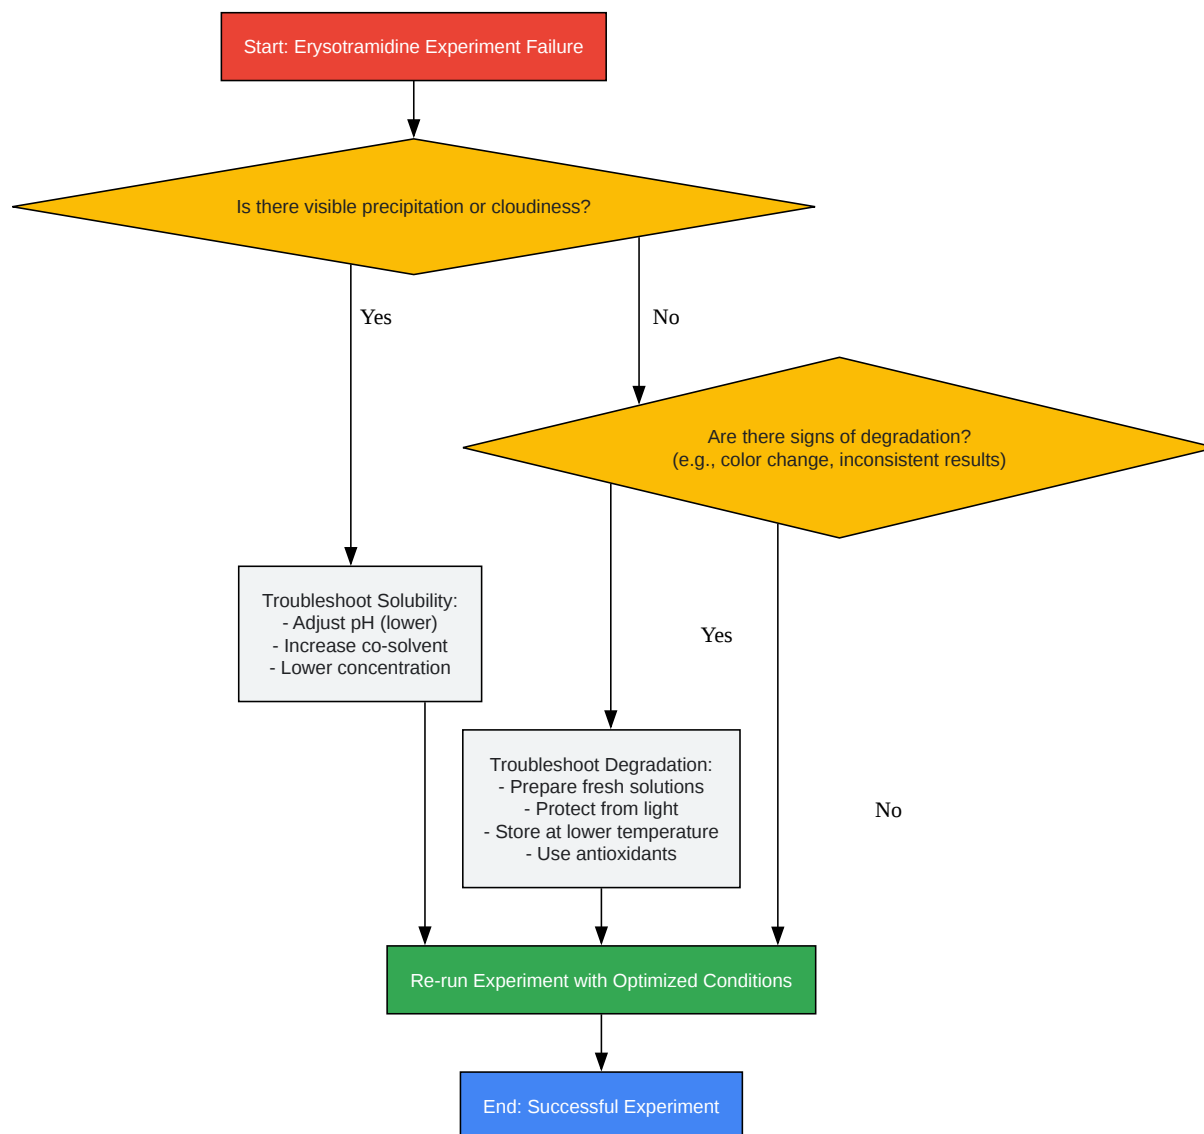 Start: Erysotramidine Experiment Failure
Is there visible precipitation or cloudiness?
Yes
No
Are there signs of degradation?
(e.g., color change, inconsistent results)
Troubleshoot Solubility:
- Adjust pH (lower)
- Increase co-solvent
- Lower concentration
Yes
Troubleshoot Degradation:
- Prepare fresh solutions
- Protect from light
- Store at lower temperature
- Use antioxidants
No
Re-run Experiment with Optimized Conditions
End: Successful Experiment